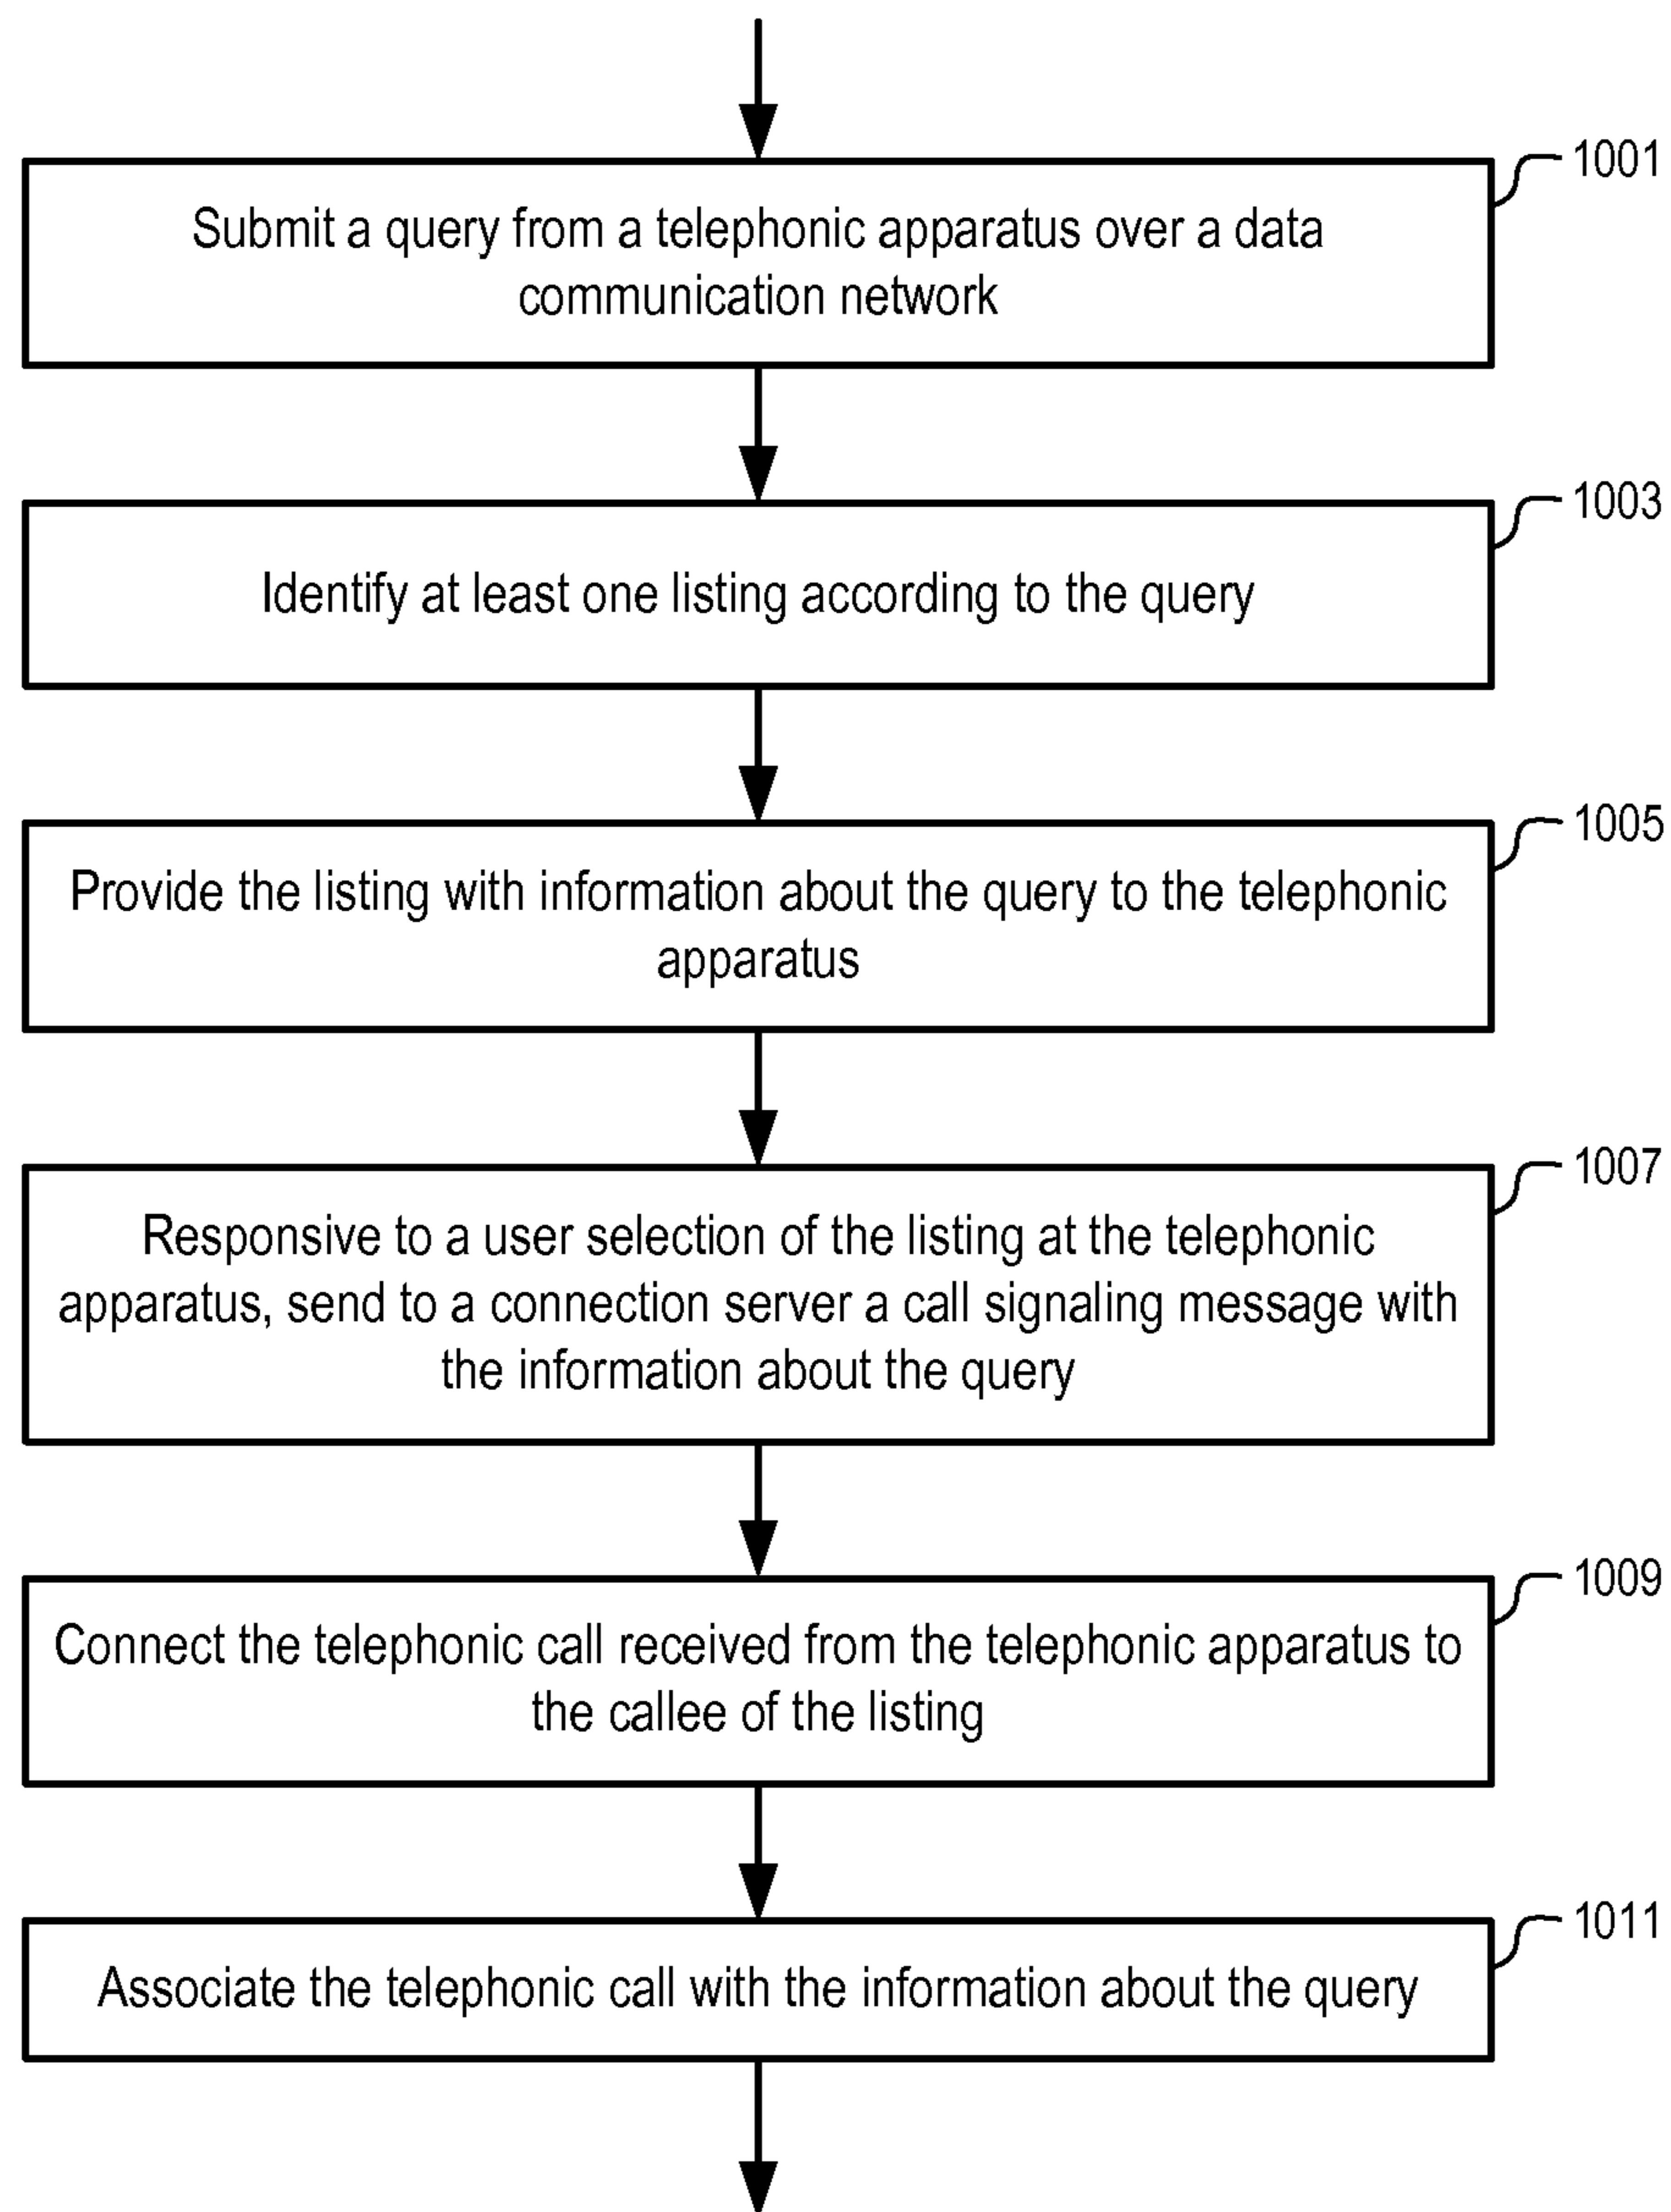 1001
Submit a query from a telephonic apparatus over a data
communication network
1003
Identify at least one listing according to the query
1005
Provide the listing with information about the query to the telephonic
apparatus
1007
Responsive to a user selection of the listing at the telephonic
apparatus, send to a connection server a call signaling message with
the information about the query
1009
Connect the telephonic call received from the telephonic apparatus to
the callee of the listing
1011
Associate the telephonic call with the information about the query